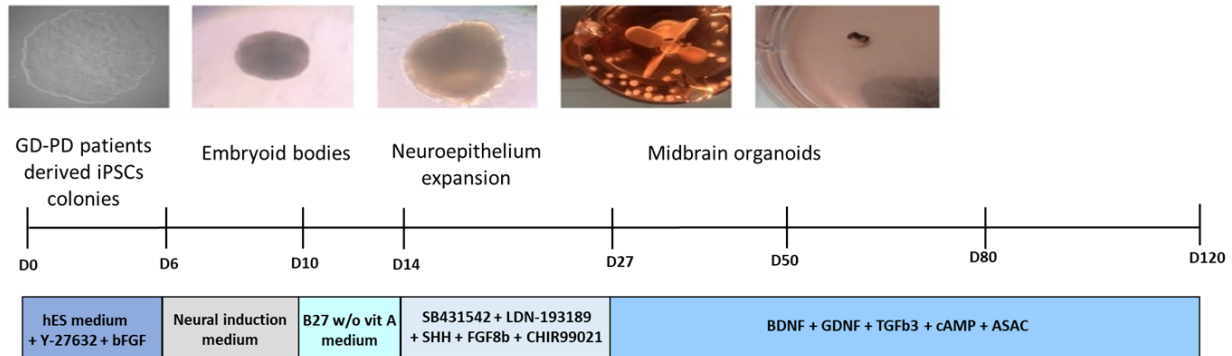 GD-PD patients
derived iPSCs
colonies
Embryoid bodies
Neuroepithelium
expansion
Midbrain organoids
D0
D6
D10
D14
D27
D50
D80
D120
hES medium
+ Y-27632 + bFGF
Neural induction
medium
B27 w/o vit A
medium
SB431542 + LDN-193189
+ SHH + FGF8b + CHIR99021
BDNF + GDNF + TGFb3 + cAMP + ASAC